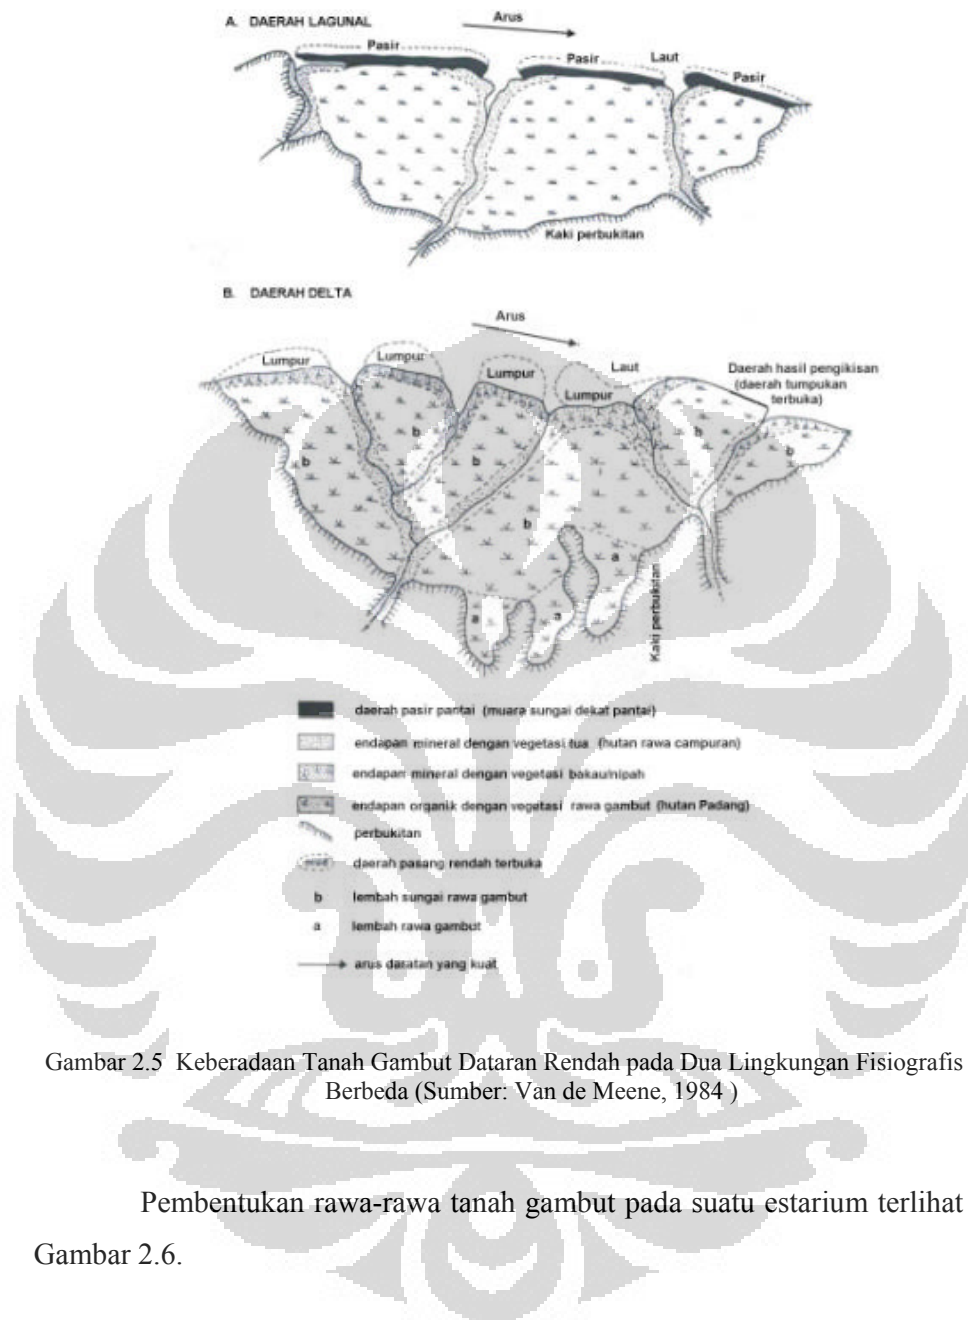 A. DAERAH LAGUNAL
Arus
Pasir
Pasir
Laut
Pasir
Kaki perbukitan
B. DAERAH DELTA
Arus
Lumpur
Lumpur
Lumpur
Lumpur
Laut
Daerah hasil pengikisan
(daerah tumpukan
terbuka)
b
b
b
b
b
b
a
a
a
Kaki perbukitan
daerah pasir pantai (muara sungai dekat pantai)
endapan mineral dengan vegetasi tua (hutan rawa campuran)
endapan mineral dengan vegetasi bakau/nipah
endapan organik dengan vegetasi rawa gambut (hutan Padang)
perbukitan
daerah pasang rendah terbuka
b lembah sungai rawa gambut
a lembah rawa gambut
arus daratan yang kuat
Gambar 2.5 Keberadaan Tanah Gambut Dataran Rendah pada Dua Lingkungan Fisiografis
Berbeda (Sumber: Van de Meene, 1984 )
Pembentukan rawa-rawa tanah gambut pada suatu estarium terlihat
Gambar 2.6.